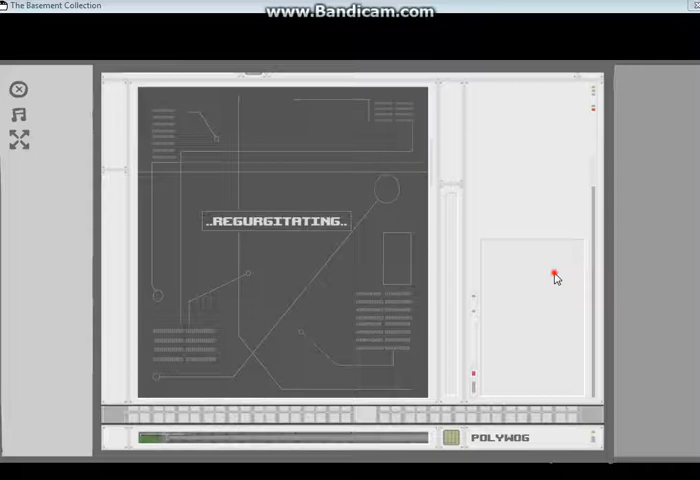 The Basement Collection
www.Bandicam.com
..REGURGITATING..
POLYWOG